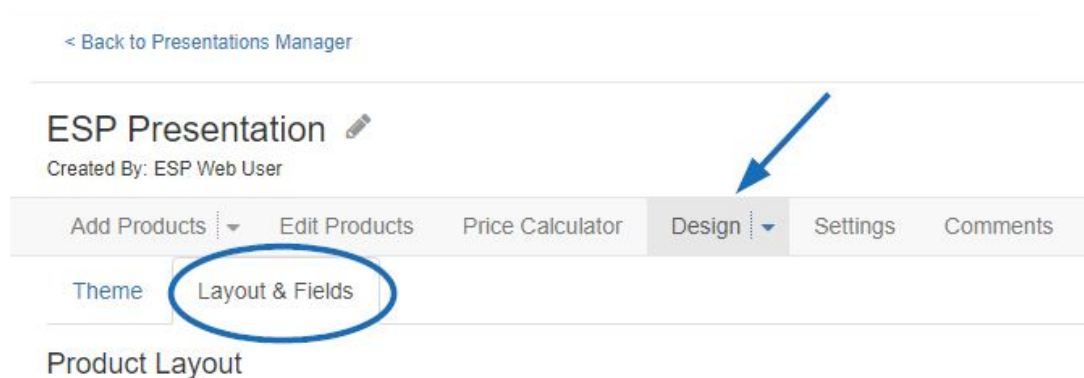 < Back to Presentations Manager
ESP Presentation
Created By: ESP Web User
Add Products Edit Products Price Calculator Design Settings Comments
Theme Layout & Fields
Product Layout